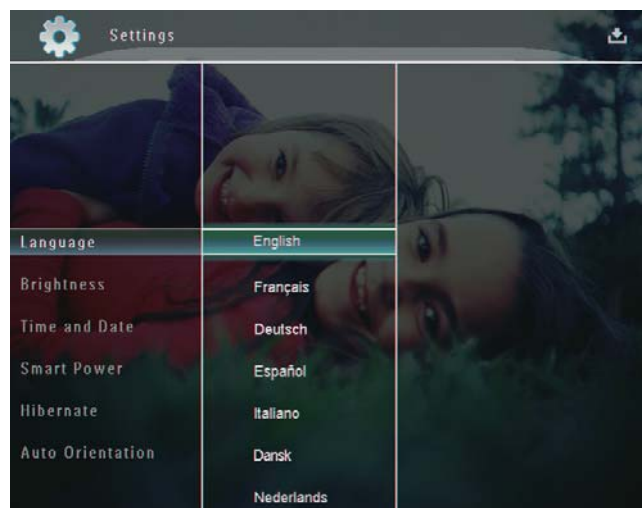 Settings
Language
Brightness
Time and Date
Smart Power
Hibernate
Auto Orientation
English
Français
Deutsch
Español
Italiano
Dansk
Nederlands